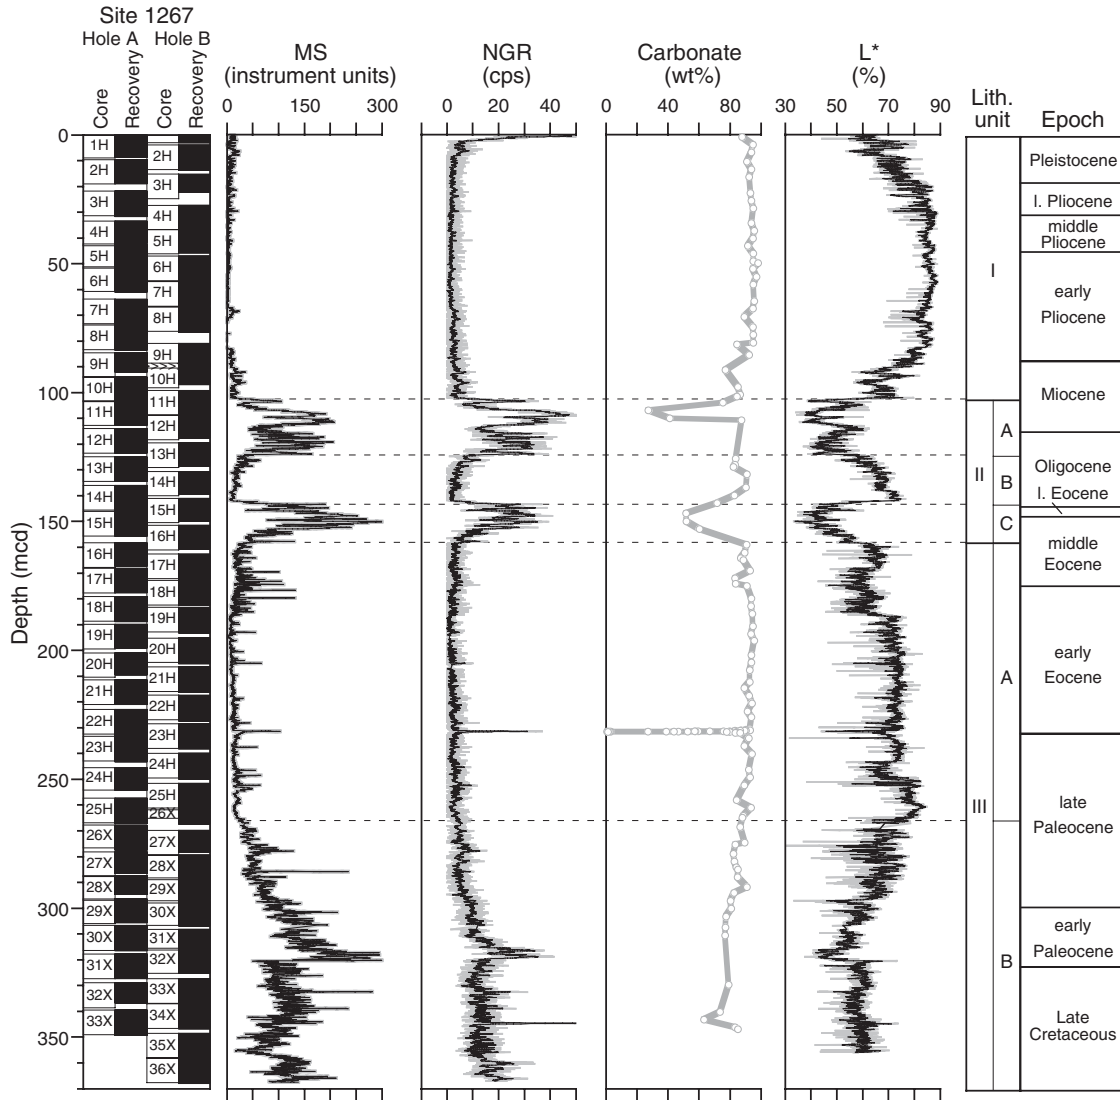 Site 1267
Hole A Hole B
Core
Recovery
Core
Recovery
MS
(instrument units)
NGR
(cps)
Carbonate
(wt%)
L*
(%)
Lith.
unit
Epoch
0 150 300
0 20 40
0 40 80
30 50 70 90
Depth (mcd)
0
50
100
150
200
250
300
350
1H
2H
3H
4H
5H
6H
7H
8H
9H
10H
11H
12H
13H
14H
15H
16H
17H
18H
19H
20H
21H
22H
23H
24H
25H
26X
27X
28X
29X
30X
31X
32X
33X
2H
3H
4H
5H
6H
7H
8H
9H
10H
11H
12H
13H
14H
15H
16H
17H
18H
19H
20H
21H
22H
23H
24H
25H
26X
27X
28X
29X
30X
31X
32X
33X
34X
35X
36X
I
II
A
B
C
III
A
B
Pleistocene
l. Pliocene
middle
Pliocene
early
Pliocene
Miocene
Oligocene
l. Eocene
middle
Eocene
early
Eocene
late
Paleocene
early
Paleocene
Late
Cretaceous